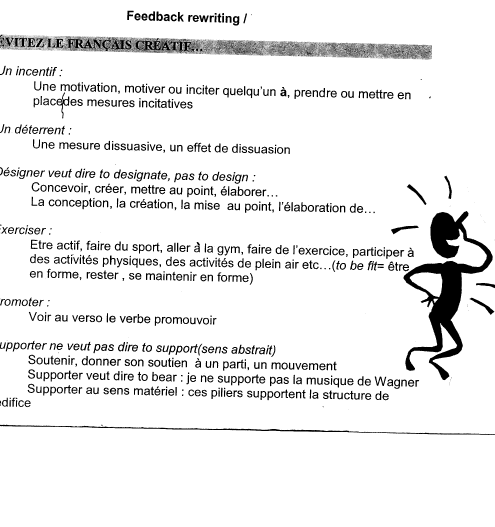 Feedback rewriting /
ÉVITEZ LE FRANÇAIS CRÉATIF...
Un incentif :
Une motivation, motiver ou inciter quelqu'un à, prendre ou mettre en
place des mesures incitatives
Un déterrent :
Une mesure dissuasive, un effet de dissuasion
Désigner veut dire to designate, pas to design :
Concevoir, créer, mettre au point, élaborer…
La conception, la création, la mise au point, l'élaboration de…
Exerciser :
Etre actif, faire du sport, aller à la gym, faire de l'exercice, participer à
des activités physiques, des activités de plein air etc…(to be fit= être
en forme, rester , se maintenir en forme)
romoter :
Voir au verso le verbe promouvoir
upporter ne veut pas dire to support(sens abstrait)
Soutenir, donner son soutien à un parti, un mouvement
Supporter veut dire to bear : je ne supporte pas la musique de Wagner
Supporter au sens matériel : ces piliers supportent la structure de
édifice